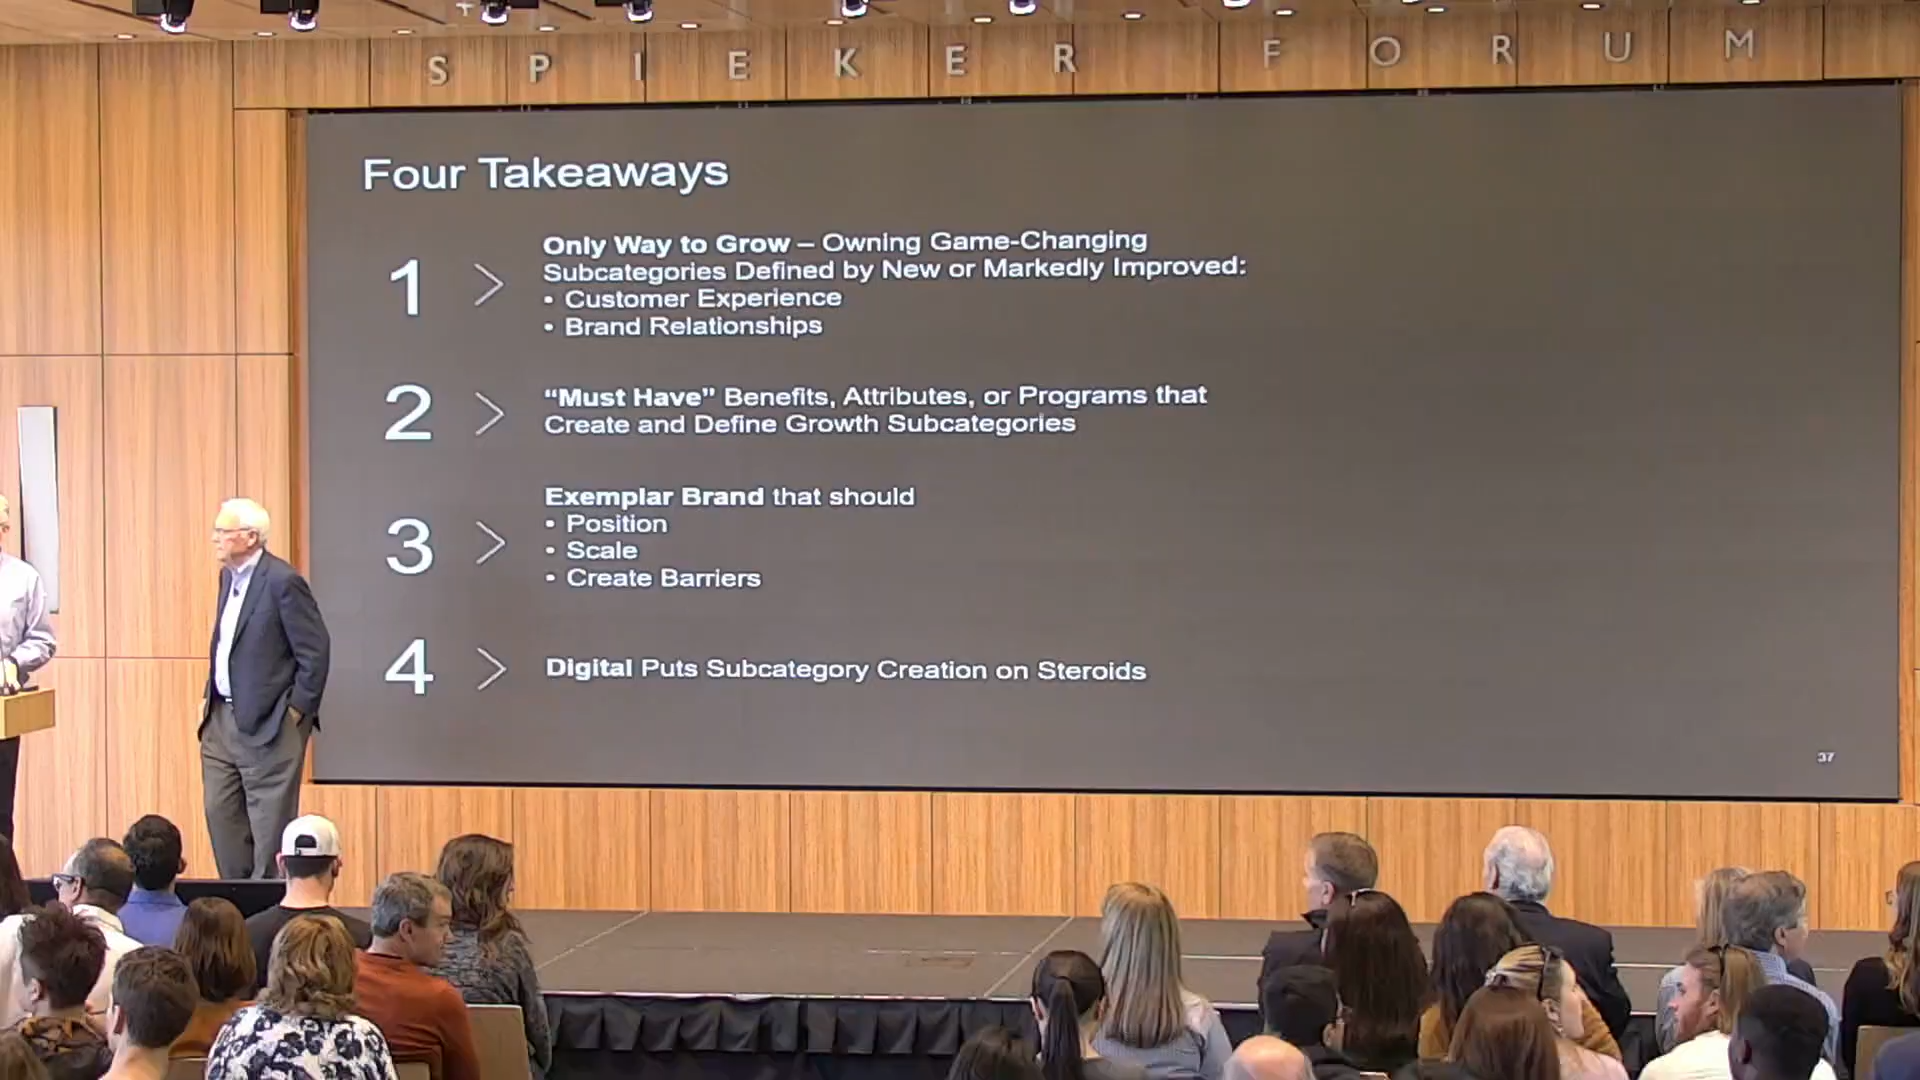 SPIEKER FORUM
Four Takeaways
1 > Only Way to Grow – Owning Game-Changing
Subcategories Defined by New or Markedly Improved:
• Customer Experience
• Brand Relationships
2 > “Must Have” Benefits, Attributes, or Programs that
Create and Define Growth Subcategories
3 > Exemplar Brand that should
• Position
• Scale
• Create Barriers
4 > Digital Puts Subcategory Creation on Steroids
37